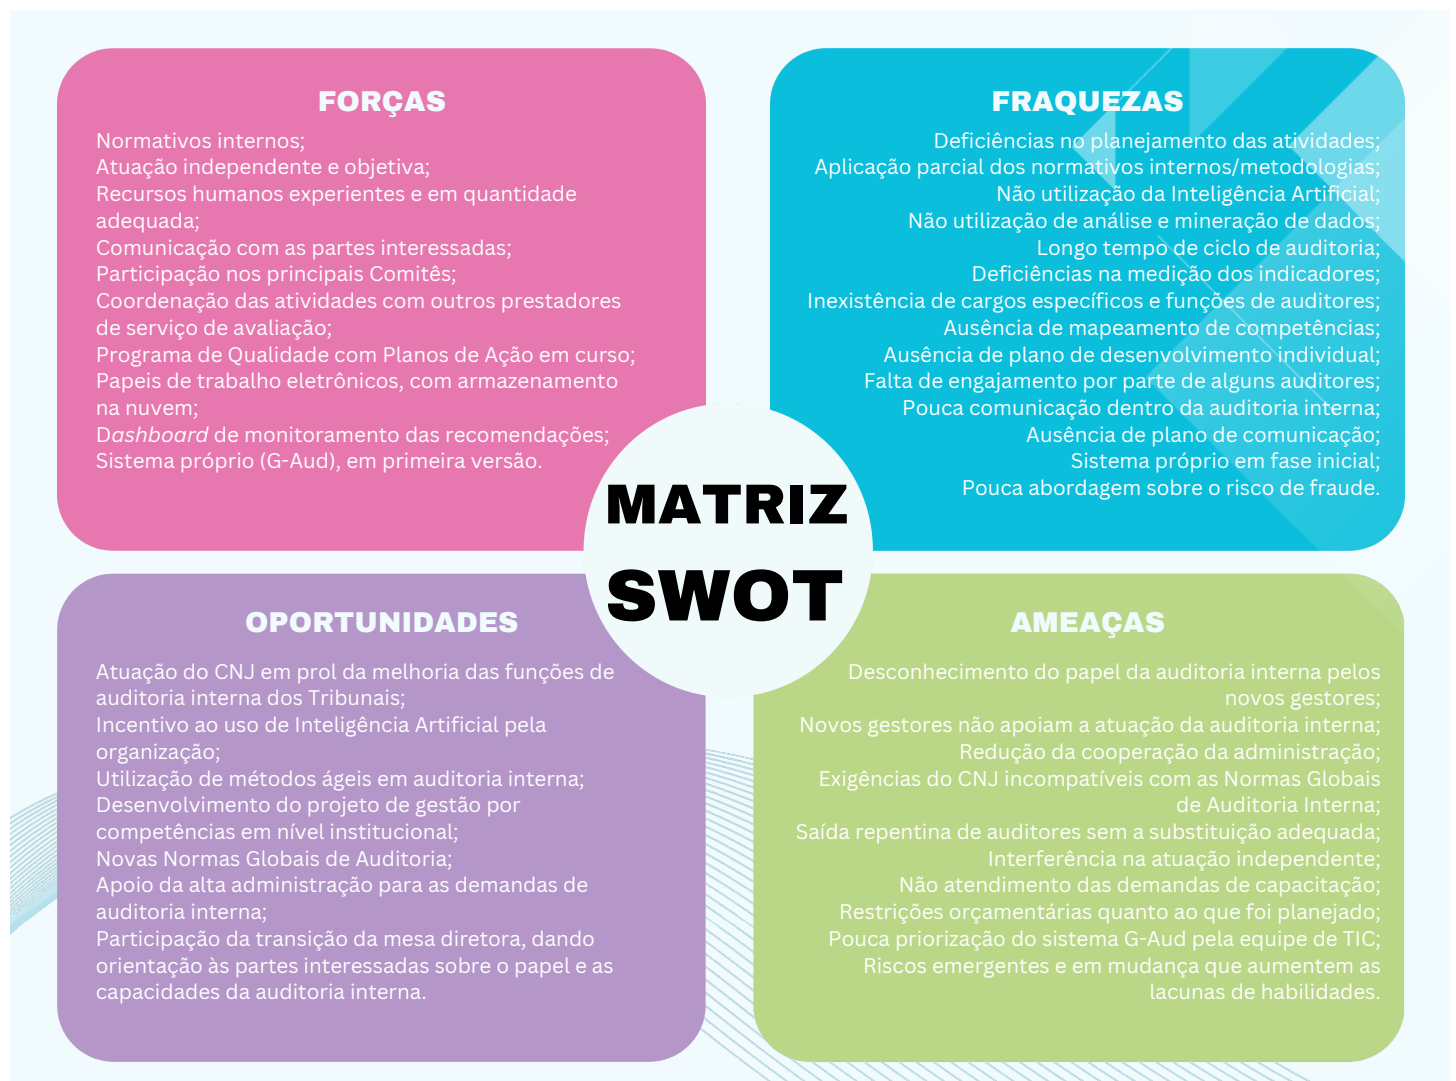 FORÇAS
Normativos internos;
Atuação independente e objetiva;
Recursos humanos experientes e em quantidade
adequada;
Comunicação com as partes interessadas;
Participação nos principais Comitês;
Coordenação das atividades com outros prestadores
de serviço de avaliação;
Programa de Qualidade com Planos de Ação em curso;
Papeis de trabalho eletrônicos, com armazenamento
na nuvem;
Dashboard de monitoramento das recomendações;
Sistema próprio (G-Aud), em primeira versão.
FRAQUEZAS
Deficiências no planejamento das atividades;
Aplicação parcial dos normativos internos/metodologias;
Não utilização da Inteligência Artificial;
Não utilização de análise e mineração de dados;
Longo tempo de ciclo de auditoria;
Deficiências na medição dos indicadores;
Inexistência de cargos específicos e funções de auditores;
Ausência de mapeamento de competências;
Ausência de plano de desenvolvimento individual;
Falta de engajamento por parte de alguns auditores;
Pouca comunicação dentro da auditoria interna;
Ausência de plano de comunicação;
Sistema próprio em fase inicial;
Pouca abordagem sobre o risco de fraude.
MATRIZ
SWOT
OPORTUNIDADES
Atuação do CNJ em prol da melhoria das funções de
auditoria interna dos Tribunais;
Incentivo ao uso de Inteligência Artificial pela
organização;
Utilização de métodos ágeis em auditoria interna;
Desenvolvimento do projeto de gestão por
competências em nível institucional;
Novas Normas Globais de Auditoria;
Apoio da alta administração para as demandas de
auditoria interna;
Participação da transição da mesa diretora, dando
orientação às partes interessadas sobre o papel e as
capacidades da auditoria interna.
AMEAÇAS
Desconhecimento do papel da auditoria interna pelos
novos gestores;
Novos gestores não apoiam a atuação da auditoria interna;
Redução da cooperação da administração;
Exigências do CNJ incompatíveis com as Normas Globais
de Auditoria Interna;
Saída repentina de auditores sem a substituição adequada;
Interferência na atuação independente;
Não atendimento das demandas de capacitação;
Restrições orçamentárias quanto ao que foi planejado;
Pouca priorização do sistema G-Aud pela equipe de TIC;
Riscos emergentes e em mudança que aumentem as
lacunas de habilidades.